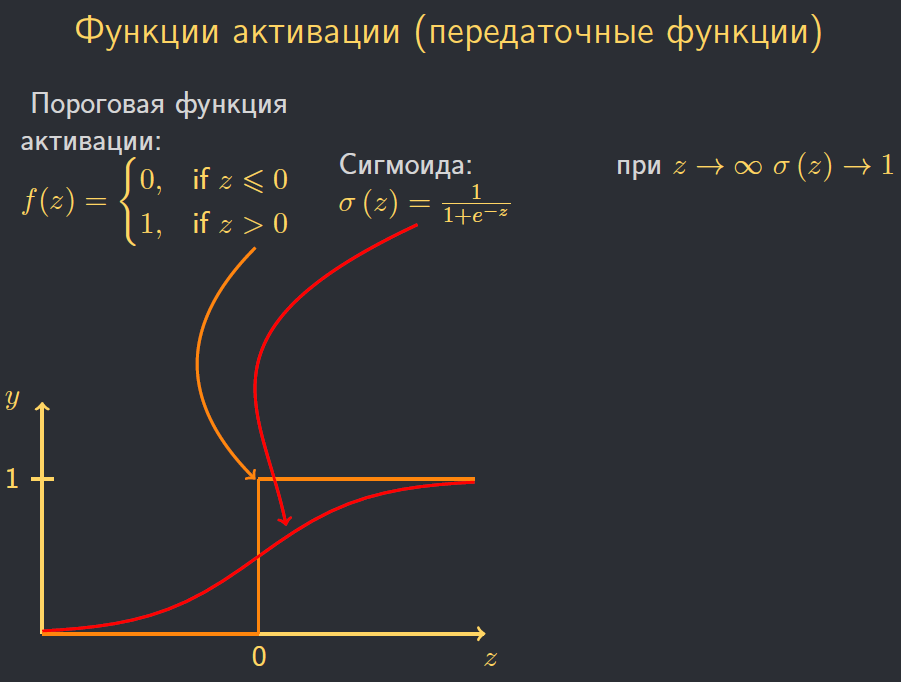 Функции активации (передаточные функции)
Пороговая функция
активации:
f(z) = { 0, if z ⩽ 0
1, if z > 0
Сигмоида:
σ (z) = 1/(1+e^{−z})
при z → ∞ σ (z) → 1
y
1
0
z